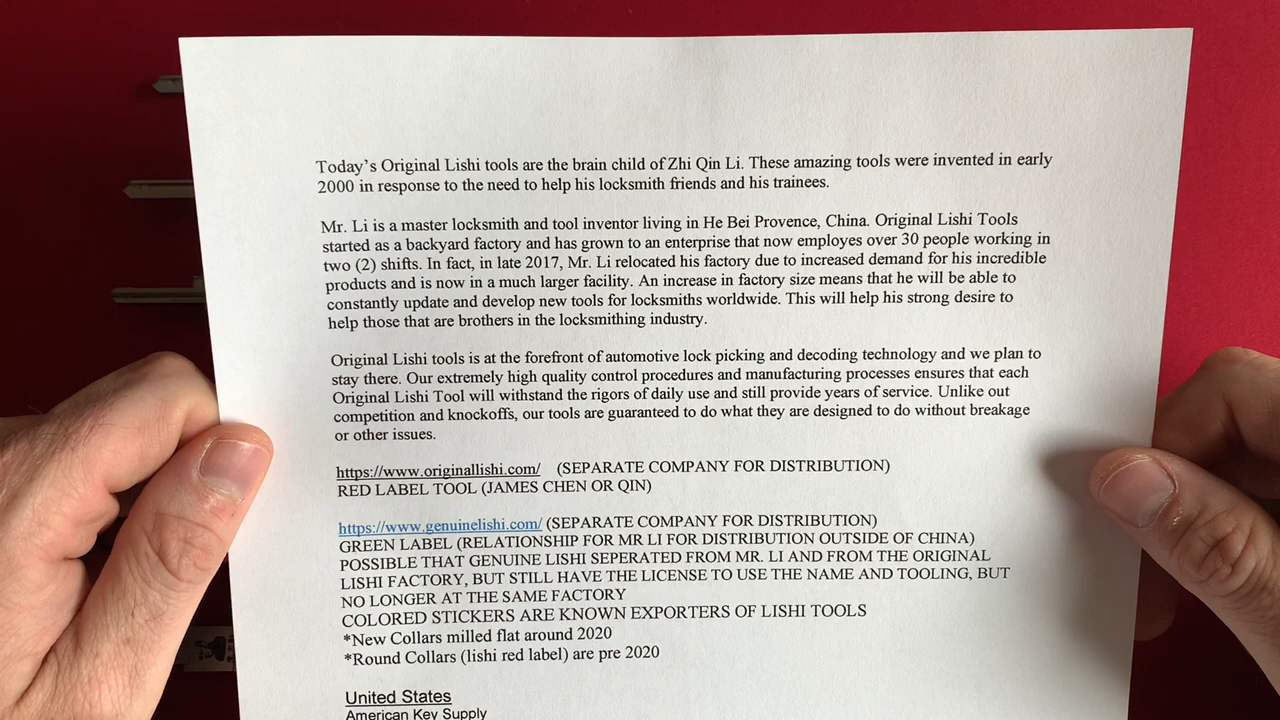 Today's Original Lishi tools are the brain child of Zhi Qin Li. These amazing tools were invented in early
2000 in response to the need to help his locksmith friends and his trainees.
Mr. Li is a master locksmith and tool inventor living in He Bei Provence, China. Original Lishi Tools
started as a backyard factory and has grown to an enterprise that now employes over 30 people working in
two (2) shifts. In fact, in late 2017, Mr. Li relocated his factory due to increased demand for his incredible
products and is now in a much larger facility. An increase in factory size means that he will be able to
constantly update and develop new tools for locksmiths worldwide. This will help his strong desire to
help those that are brothers in the locksmithing industry.
Original Lishi tools is at the forefront of automotive lock picking and decoding technology and we plan to
stay there. Our extremely high quality control procedures and manufacturing processes ensures that each
Original Lishi Tool will withstand the rigors of daily use and still provide years of service. Unlike out
competition and knockoffs, our tools are guaranteed to do what they are designed to do without breakage
or other issues.
https://www.originallishi.com/ (SEPARATE COMPANY FOR DISTRIBUTION)
RED LABEL TOOL (JAMES CHEN OR QIN)
https://www.genuinelishi.com/ (SEPARATE COMPANY FOR DISTRIBUTION)
GREEN LABEL (RELATIONSHIP FOR MR LI FOR DISTRIBUTION OUTSIDE OF CHINA)
POSSIBLE THAT GENUINE LISHI SEPERATED FROM MR. LI AND FROM THE ORIGINAL
LISHI FACTORY, BUT STILL HAVE THE LICENSE TO USE THE NAME AND TOOLING, BUT
NO LONGER AT THE SAME FACTORY
COLORED STICKERS ARE KNOWN EXPORTERS OF LISHI TOOLS
*New Collars milled flat around 2020
*Round Collars (lishi red label) are pre 2020
United States
American Key Supply